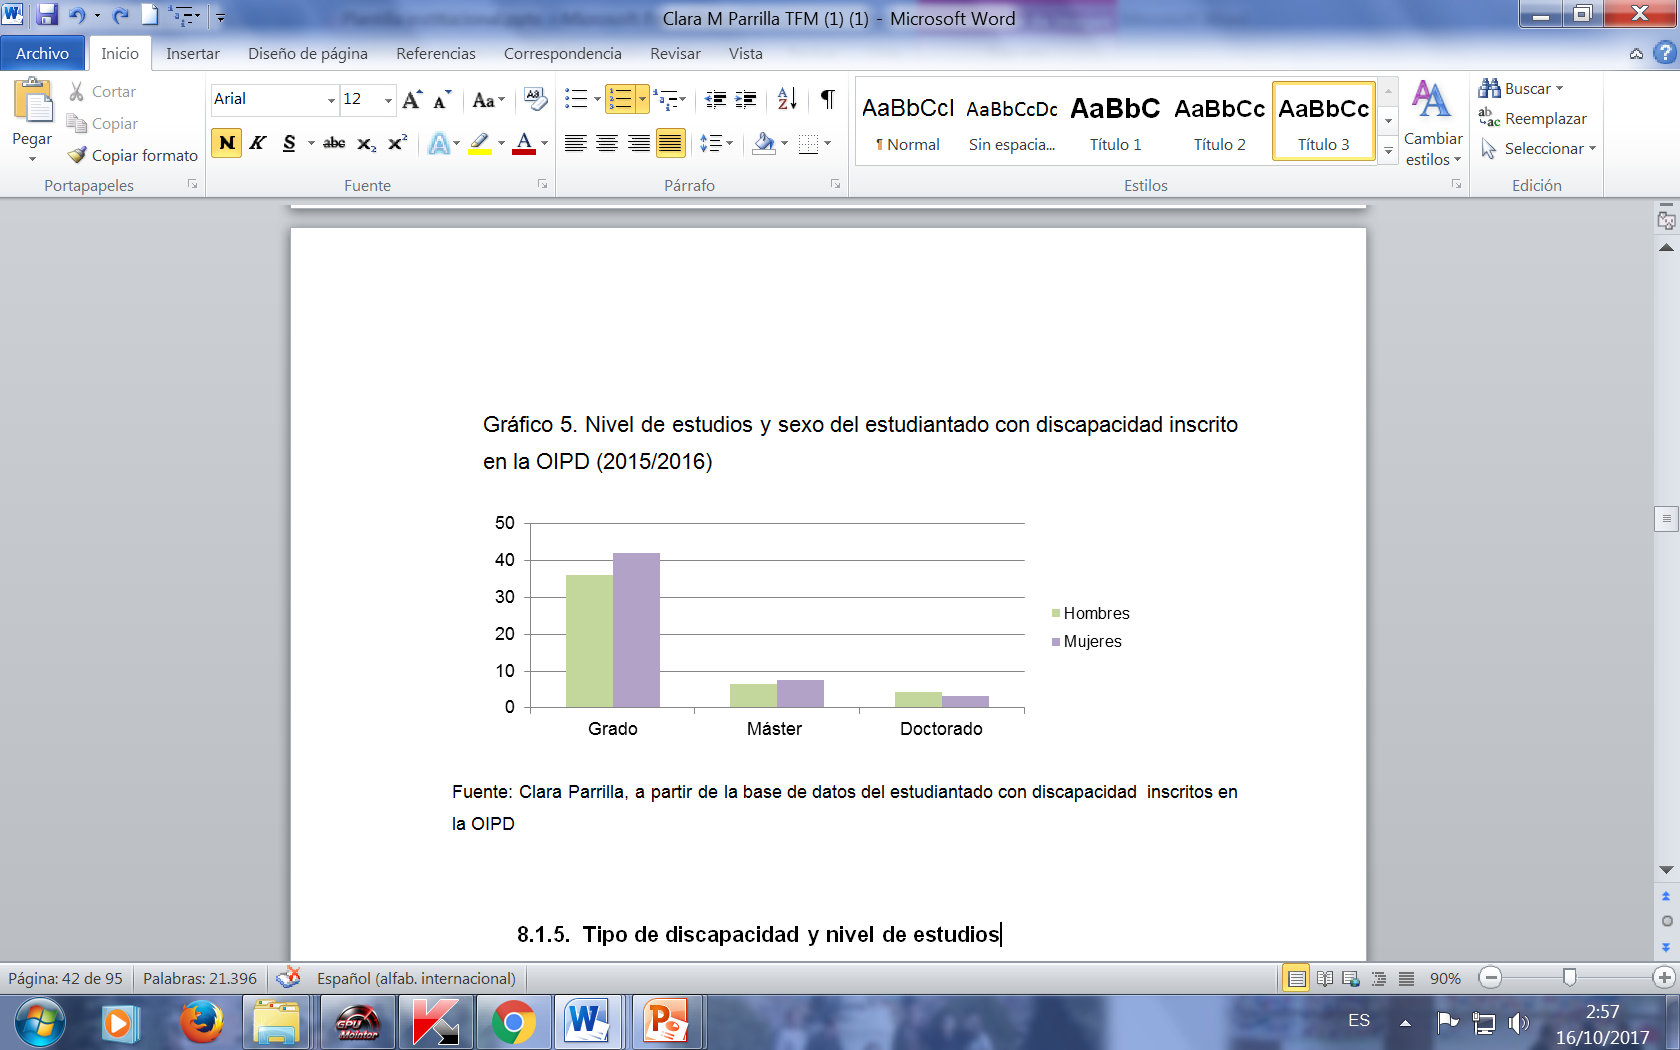 Clara M Parrilla TFM (1) (1) - Microsoft Word
Archivo Inicio Insertar Diseño de página Referencias Correspondencia Revisar Vista
Pegar
Cortar
Copiar
Copiar formato
Portapapeles
Arial 12
Fuente
Párrafo
AaBbCcI AaBbCcDc AaBbC AaBbCc AaBbCc
¶ Normal Sin espacia... Título 1 Título 2 Título 3
Cambiar
estilos
Estilos
Buscar
Reemplazar
Seleccionar
Edición
Gráfico 5. Nivel de estudios y sexo del estudiantado con discapacidad inscrito
en la OIPD (2015/2016)
50
40
30
20
10
0
Grado Máster Doctorado
Hombres
Mujeres
Fuente: Clara Parrilla, a partir de la base de datos del estudiantado con discapacidad inscritos en
la OIPD
8.1.5. Tipo de discapacidad y nivel de estudios
Página: 42 de 95 Palabras: 21.396 Español (alfab. internacional) 90%
ES
2:57
16/10/2017